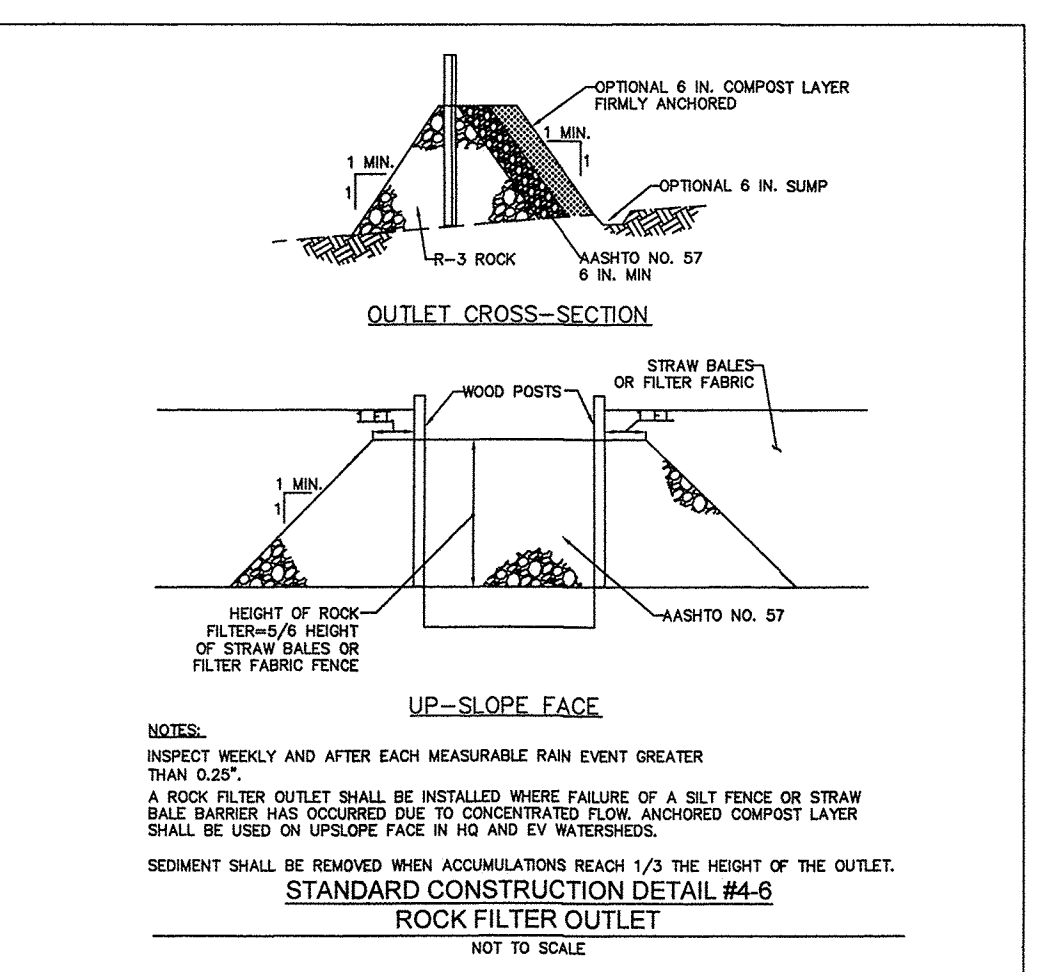 OPTIONAL 6 IN. COMPOST LAYER
FIRMLY ANCHORED
1 MIN.
1
1 MIN.
1
OPTIONAL 6 IN. SUMP
R-3 ROCK
AASHTO NO. 57
6 IN. MIN
OUTLET CROSS-SECTION
STRAW BALES
OR FILTER FABRIC
WOOD POSTS
1 MIN.
1
HEIGHT OF ROCK
FILTER=5/6 HEIGHT
OF STRAW BALES OR
FILTER FABRIC FENCE
AASHTO NO. 57
UP-SLOPE FACE
NOTES:
INSPECT WEEKLY AND AFTER EACH MEASURABLE RAIN EVENT GREATER
THAN 0.25".
A ROCK FILTER OUTLET SHALL BE INSTALLED WHERE FAILURE OF A SILT FENCE OR STRAW
BALE BARRIER HAS OCCURRED DUE TO CONCENTRATED FLOW. ANCHORED COMPOST LAYER
SHALL BE USED ON UPSLOPE FACE IN HQ AND EV WATERSHEDS.
SEDIMENT SHALL BE REMOVED WHEN ACCUMULATIONS REACH 1/3 THE HEIGHT OF THE OUTLET.
STANDARD CONSTRUCTION DETAIL #4-6
ROCK FILTER OUTLET
NOT TO SCALE